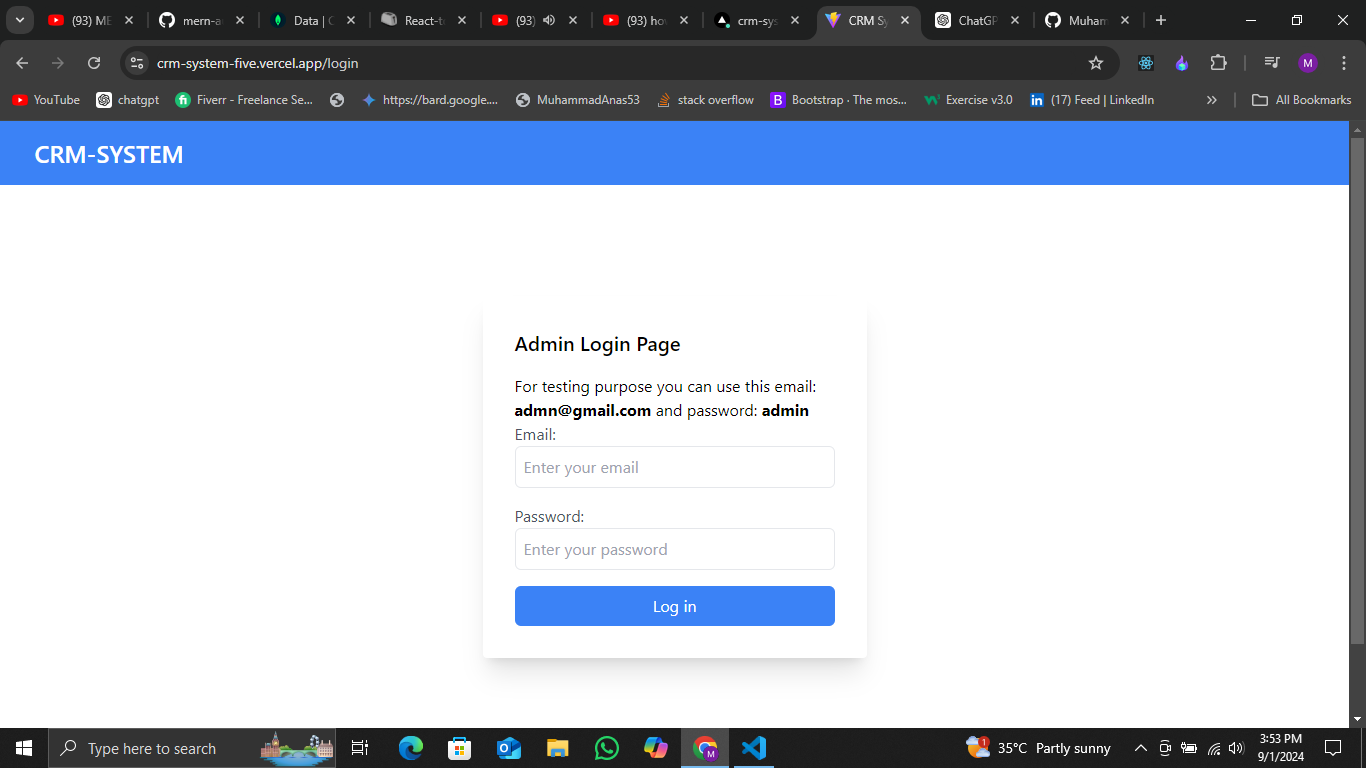 (93) ME
mern-au
Data | C
React-to
(93)
(93) ho
crm-sys
CRM Sy
ChatGP
Muham
crm-system-five.vercel.app/login
M
YouTube
chatgpt
Fiverr - Freelance Se...
https://bard.google....
MuhammadAnas53
stack overflow
B
Bootstrap · The mos...
Exercise v3.0
in
(17) Feed | LinkedIn
All Bookmarks
CRM-SYSTEM
Admin Login Page
For testing purpose you can use this email:
admn@gmail.com and password: admin
Email:
Enter your email
Password:
Enter your password
Log in
Type here to search
M
1
35°C Partly sunny
3:53 PM
9/1/2024